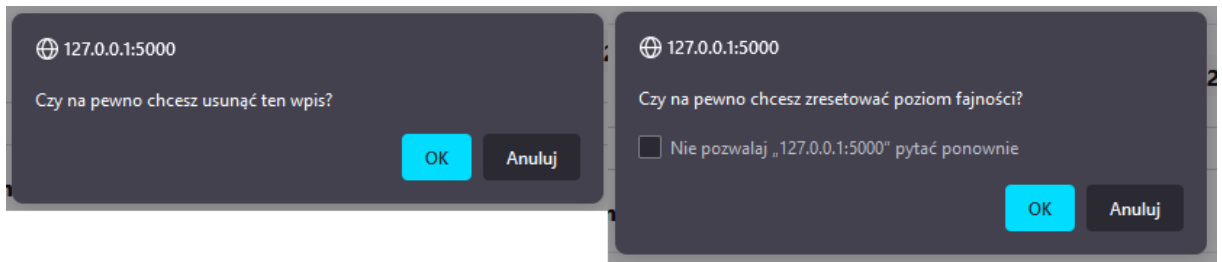 127.0.0.1:5000
Czy na pewno chcesz usunąć ten wpis?
OK Anuluj
127.0.0.1:5000
Czy na pewno chcesz zresetować poziom fajności?
Nie pozwalaj „127.0.0.1:5000” pytać ponownie
OK Anuluj